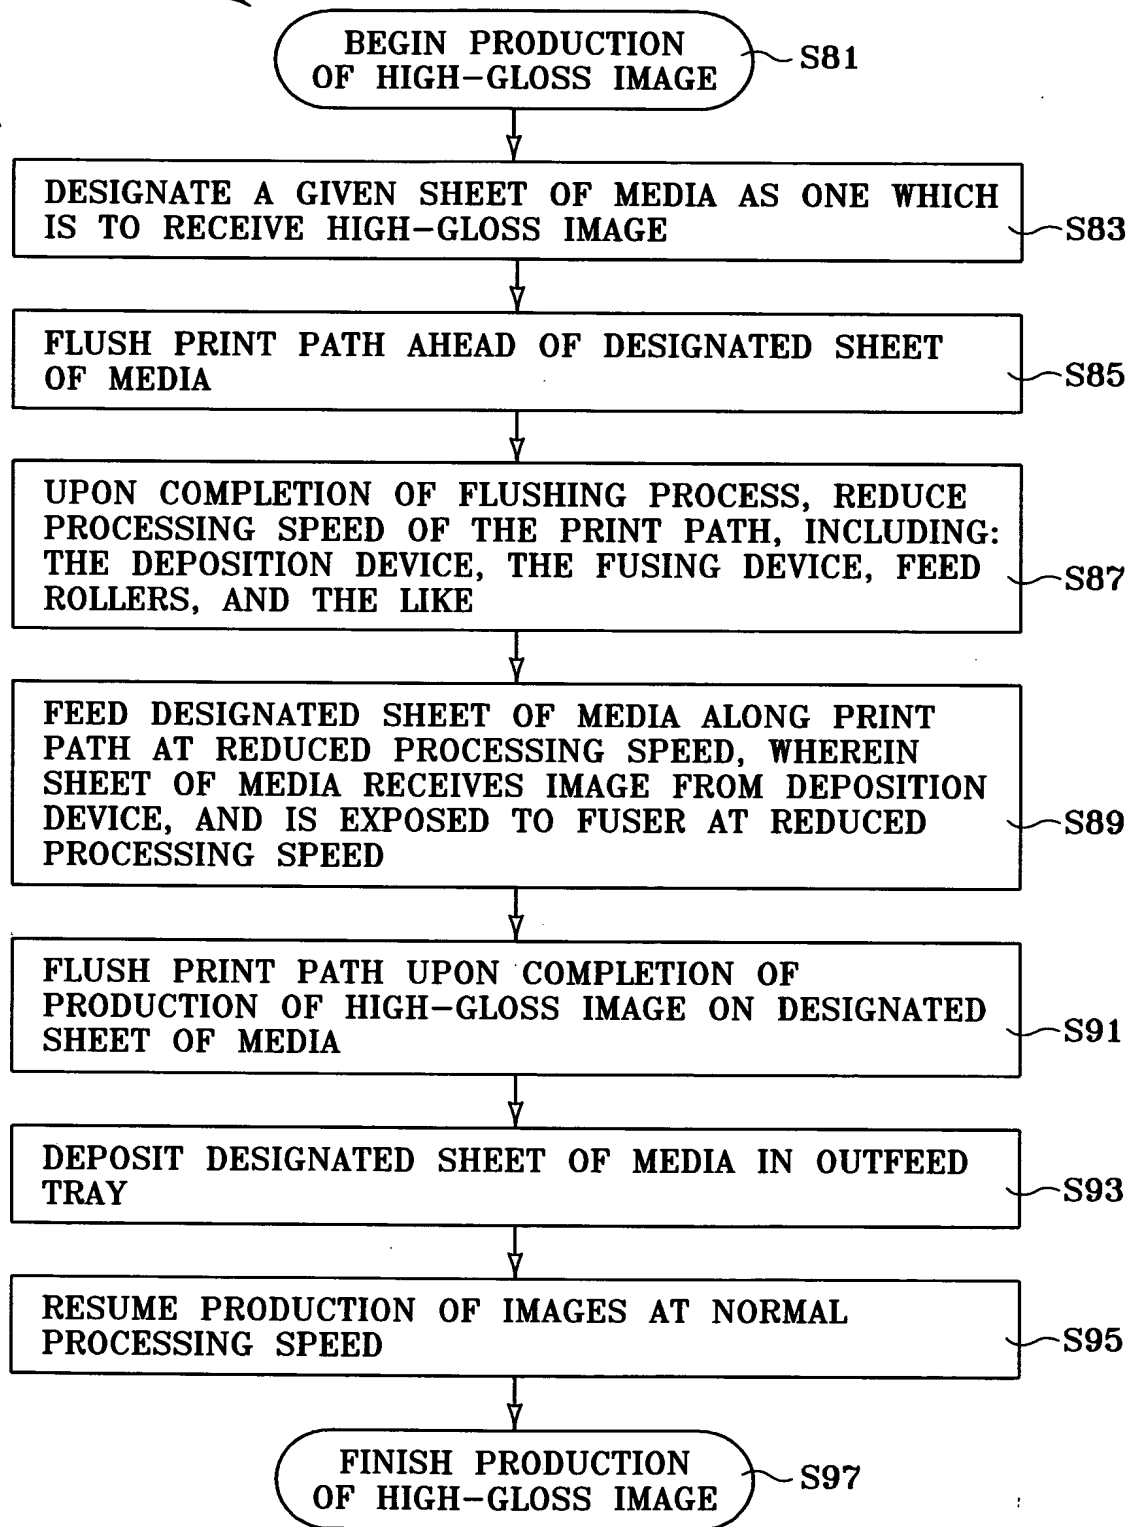 BEGIN PRODUCTION
OF HIGH-GLOSS IMAGE
S81
DESIGNATE A GIVEN SHEET OF MEDIA AS ONE WHICH
IS TO RECEIVE HIGH-GLOSS IMAGE
S83
FLUSH PRINT PATH AHEAD OF DESIGNATED SHEET
OF MEDIA
S85
UPON COMPLETION OF FLUSHING PROCESS, REDUCE
PROCESSING SPEED OF THE PRINT PATH, INCLUDING:
THE DEPOSITION DEVICE, THE FUSING DEVICE, FEED
ROLLERS, AND THE LIKE
S87
FEED DESIGNATED SHEET OF MEDIA ALONG PRINT
PATH AT REDUCED PROCESSING SPEED, WHEREIN
SHEET OF MEDIA RECEIVES IMAGE FROM DEPOSITION
DEVICE, AND IS EXPOSED TO FUSER AT REDUCED
PROCESSING SPEED
S89
FLUSH PRINT PATH UPON COMPLETION OF
PRODUCTION OF HIGH-GLOSS IMAGE ON DESIGNATED
SHEET OF MEDIA
S91
DEPOSIT DESIGNATED SHEET OF MEDIA IN OUTFEED
TRAY
S93
RESUME PRODUCTION OF IMAGES AT NORMAL
PROCESSING SPEED
S95
FINISH PRODUCTION
OF HIGH-GLOSS IMAGE
S97